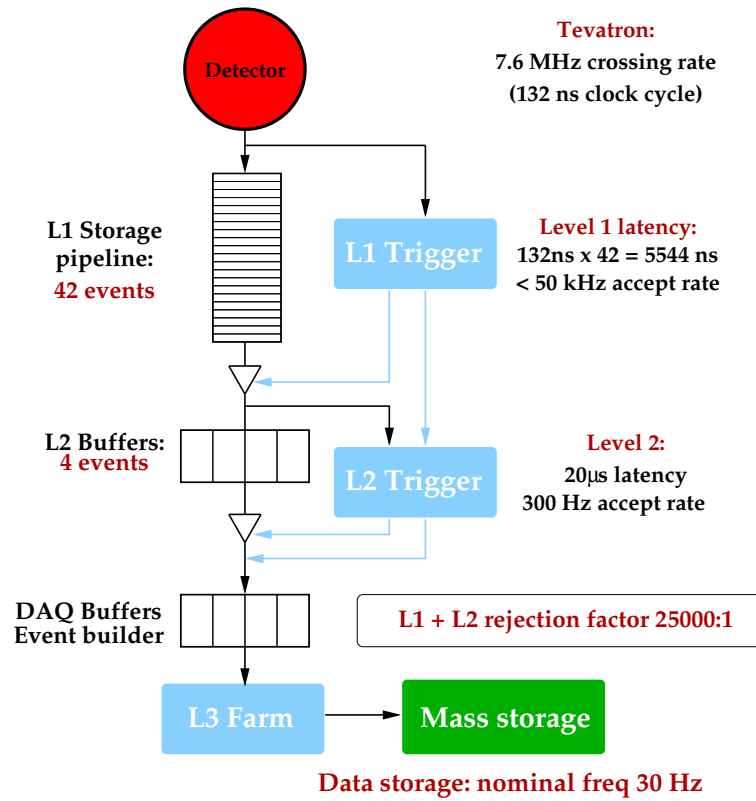 Detector
Tevatron:
7.6 MHz crossing rate
(132 ns clock cycle)
L1 Storage
pipeline:
42 events
L1 Trigger
Level 1 latency:
132ns x 42 = 5544 ns
< 50 kHz accept rate
L2 Buffers:
4 events
L2 Trigger
Level 2:
20μs latency
300 Hz accept rate
DAQ Buffers
Event builder
L1 + L2 rejection factor 25000:1
L3 Farm
Mass storage
Data storage: nominal freq 30 Hz